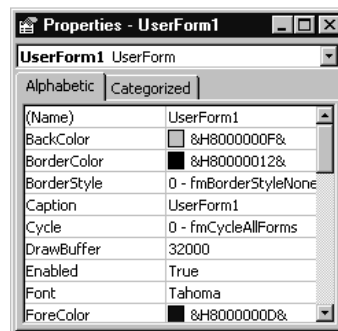 Properties - UserForm1
UserForm1 UserForm
Alphabetic Categorized
(Name) UserForm1
BackColor &H8000000F&
BorderColor &H80000012&
BorderStyle 0 - fmBorderStyleNone
Caption UserForm1
Cycle 0 - fmCycleAllForms
DrawBuffer 32000
Enabled True
Font Tahoma
ForeColor &H8000000D&